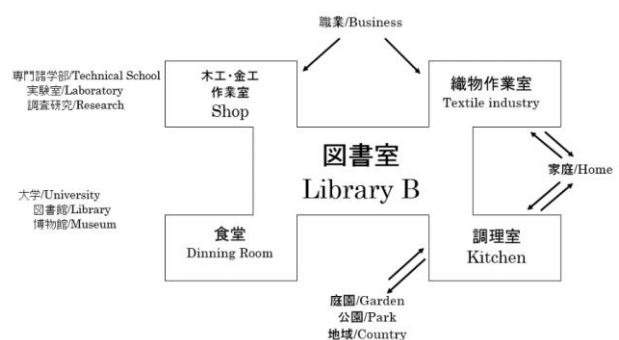 職業/Business
専門諸学部/Technical School
実験室/Laboratory
調査研究/Research
木工・金工
作業室
Shop
織物作業室
Textile industry
図書室
Library B
家庭/Home
大学/University
図書館/Library
博物館/Museum
食堂
Dinning Room
調理室
Kitchen
庭園/Garden
公園/Park
地域/Country